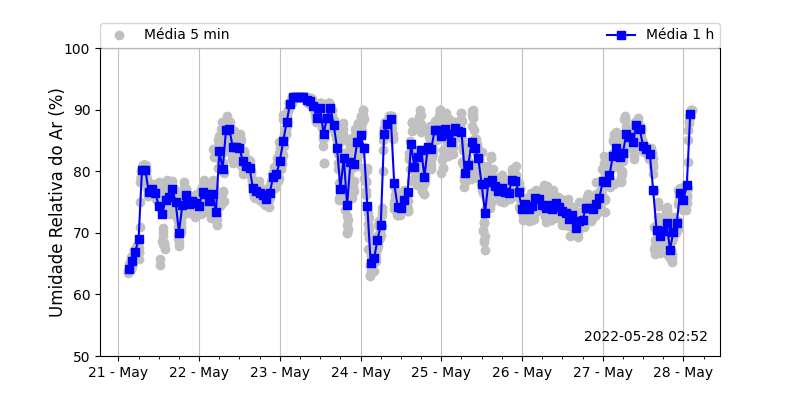 Média 5 min
Média 1 h
Umidade Relativa do Ar (%)
100
90
80
70
60
50
2022-05-28 02:52
21 - May
22 - May
23 - May
24 - May
25 - May
26 - May
27 - May
28 - May